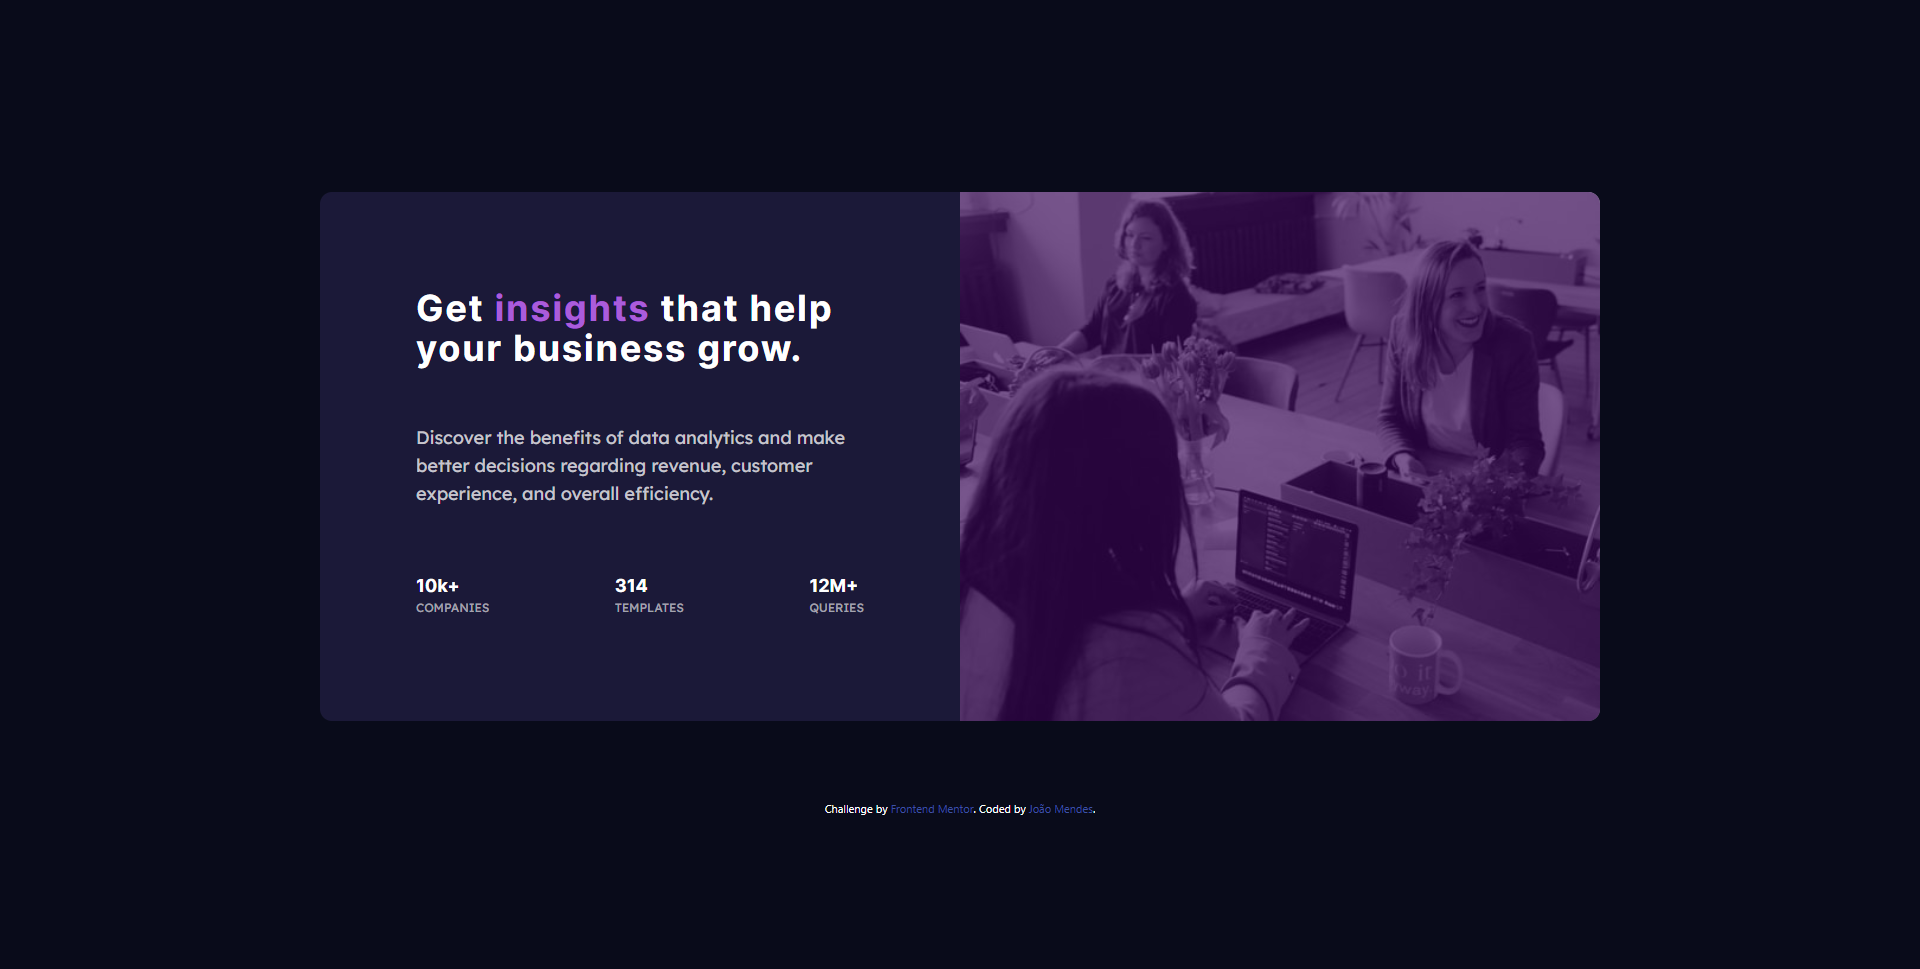 Get insights that help
your business grow.
Discover the benefits of data analytics and make
better decisions regarding revenue, customer
experience, and overall efficiency.
10k+ 314 12M+
COMPANIES TEMPLATES QUERIES
Challenge by Frontend Mentor. Coded by João Mendes.